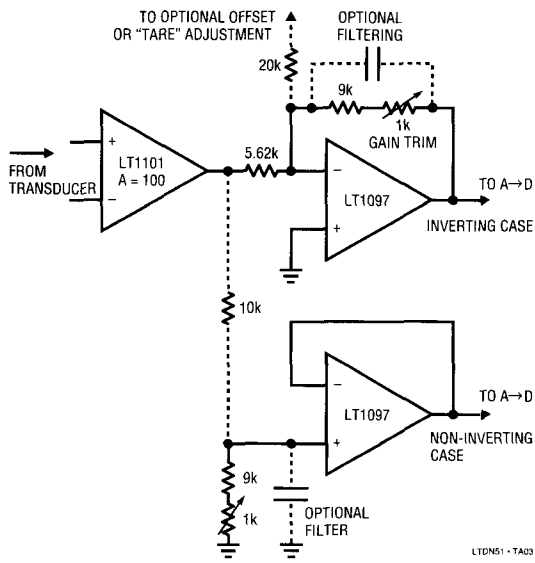 TO OPTIONAL OFFSET
OR "TARE" ADJUSTMENT
OPTIONAL
FILTERING
20k
9k
1k
GAIN TRIM
5.62k
+
LT1101
A = 100
−
FROM
TRANSDUCER
−
LT1097
+
TO A→D
INVERTING CASE
10k
−
LT1097
+
TO A→D
NON-INVERTING
CASE
9k
1k
OPTIONAL
FILTER
LTDN51 • TA03